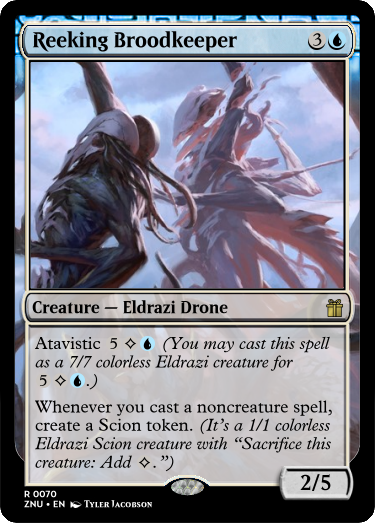 Reeking Broodkeeper 3
Creature — Eldrazi Drone
Atavistic 5 (You may cast this spell
as a 7/7 colorless Eldrazi creature for
5 .)
Whenever you cast a noncreature spell,
create a Scion token. (It's a 1/1 colorless
Eldrazi Scion creature with “Sacrifice this
creature: Add .”)
2/5
R 0070
ZNU • EN Tyler Jacobson